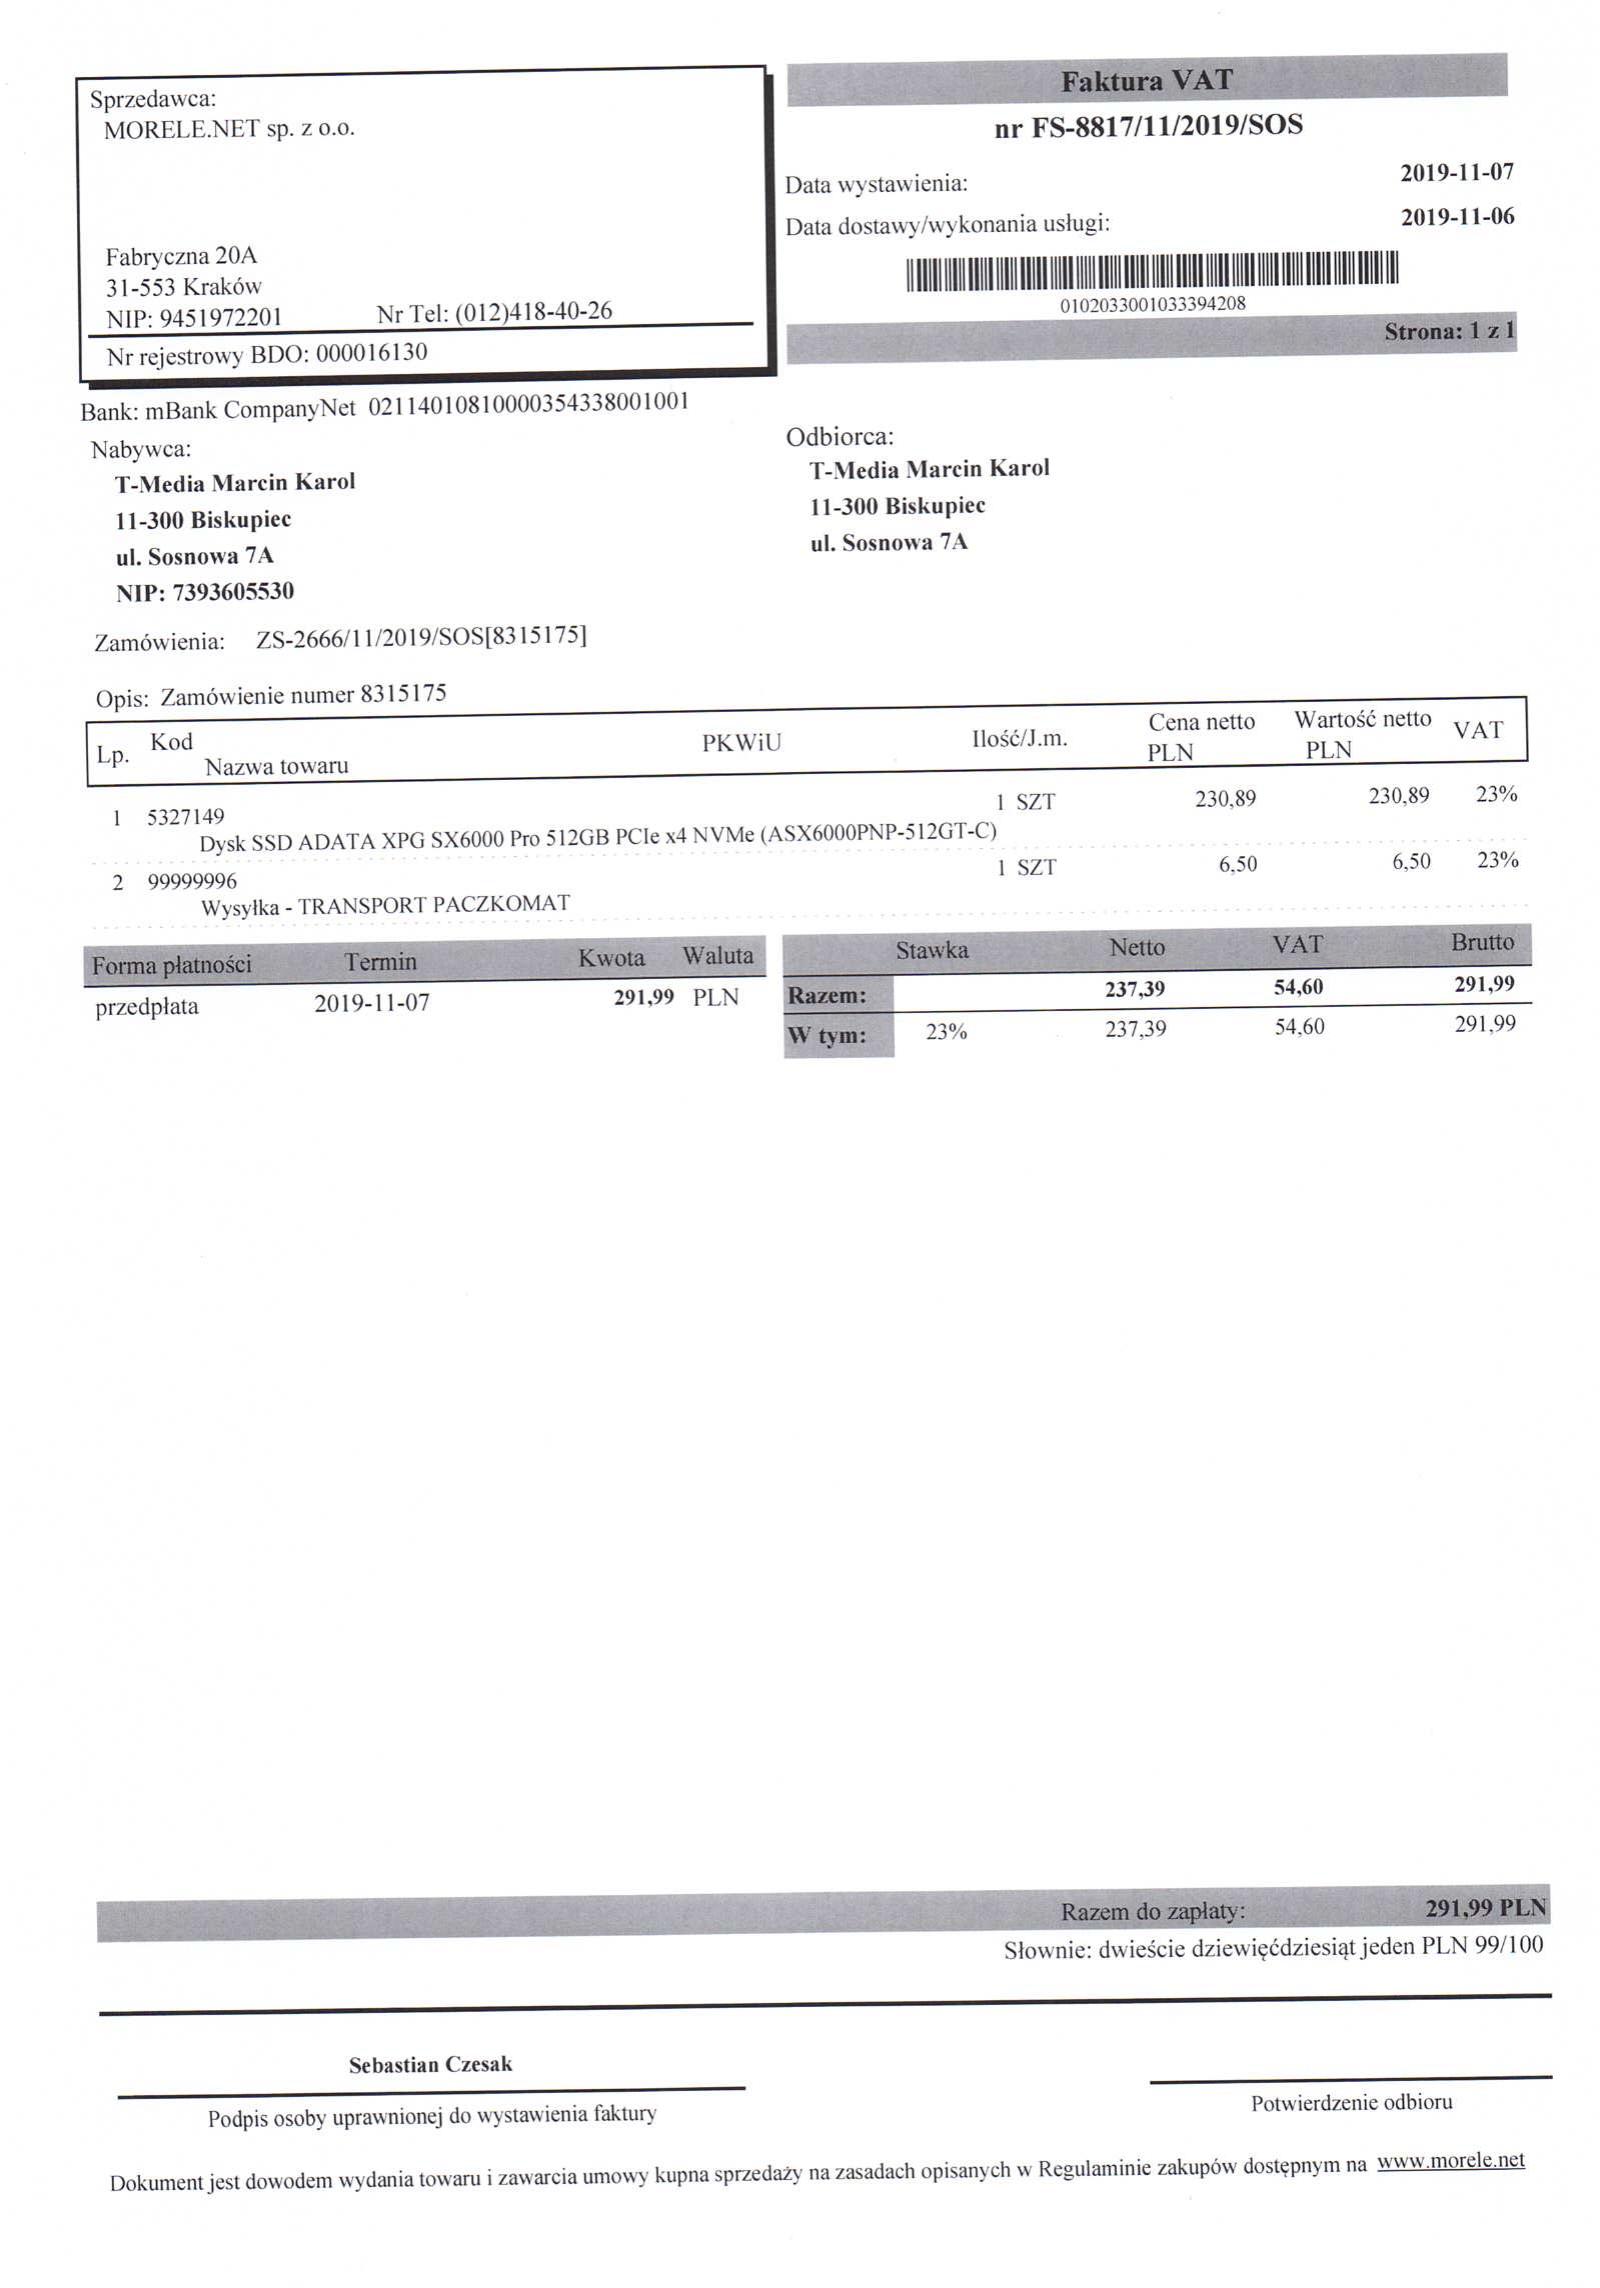 Sprzedawca:
MORELE.NET sp. z o.o.
Fabryczna 20A
31-553 Kraków
NIP: 9451972201 Nr Tel: (012)418-40-26
Nr rejestrowy BDO: 000016130
Faktura VAT
nr FS-8817/11/2019/SOS
Data wystawienia: 2019-11-07
Data dostawy/wykonania usługi: 2019-11-06
0102033001033394208
Strona: 1 z 1
Bank: mBank CompanyNet 02114010810000354338001001
Nabywca:
T-Media Marcin Karol
11-300 Biskupiec
ul. Sosnowa 7A
NIP: 7393605530
Odbiorca:
T-Media Marcin Karol
11-300 Biskupiec
ul. Sosnowa 7A
Zamówienia: ZS-2666/11/2019/SOS[8315175]
Opis: Zamówienie numer 8315175
Lp. Kod Nazwa towaru PKWiU Ilość/J.m. Cena netto PLN Wartość netto PLN VAT
1 5327149 1 SZT 230,89 230,89 23%
Dysk SSD ADATA XPG SX6000 Pro 512GB PCIe x4 NVMe (ASX6000PNP-512GT-C)
2 99999996 1 SZT 6,50 6,50 23%
Wysyłka - TRANSPORT PACZKOMAT
Forma płatności Termin Kwota Waluta
przedpłata 2019-11-07 291,99 PLN
Stawka Netto VAT Brutto
Razem: 237,39 54,60 291,99
W tym: 23% 237,39 54,60 291,99
Razem do zapłaty: 291,99 PLN
Słownie: dwieście dziewięćdziesiąt jeden PLN 99/100
Sebastian Czesak
Podpis osoby uprawnionej do wystawienia faktury
Potwierdzenie odbioru
Dokument jest dowodem wydania towaru i zawarcia umowy kupna sprzedaży na zasadach opisanych w Regulaminie zakupów dostępnym na www.morele.net